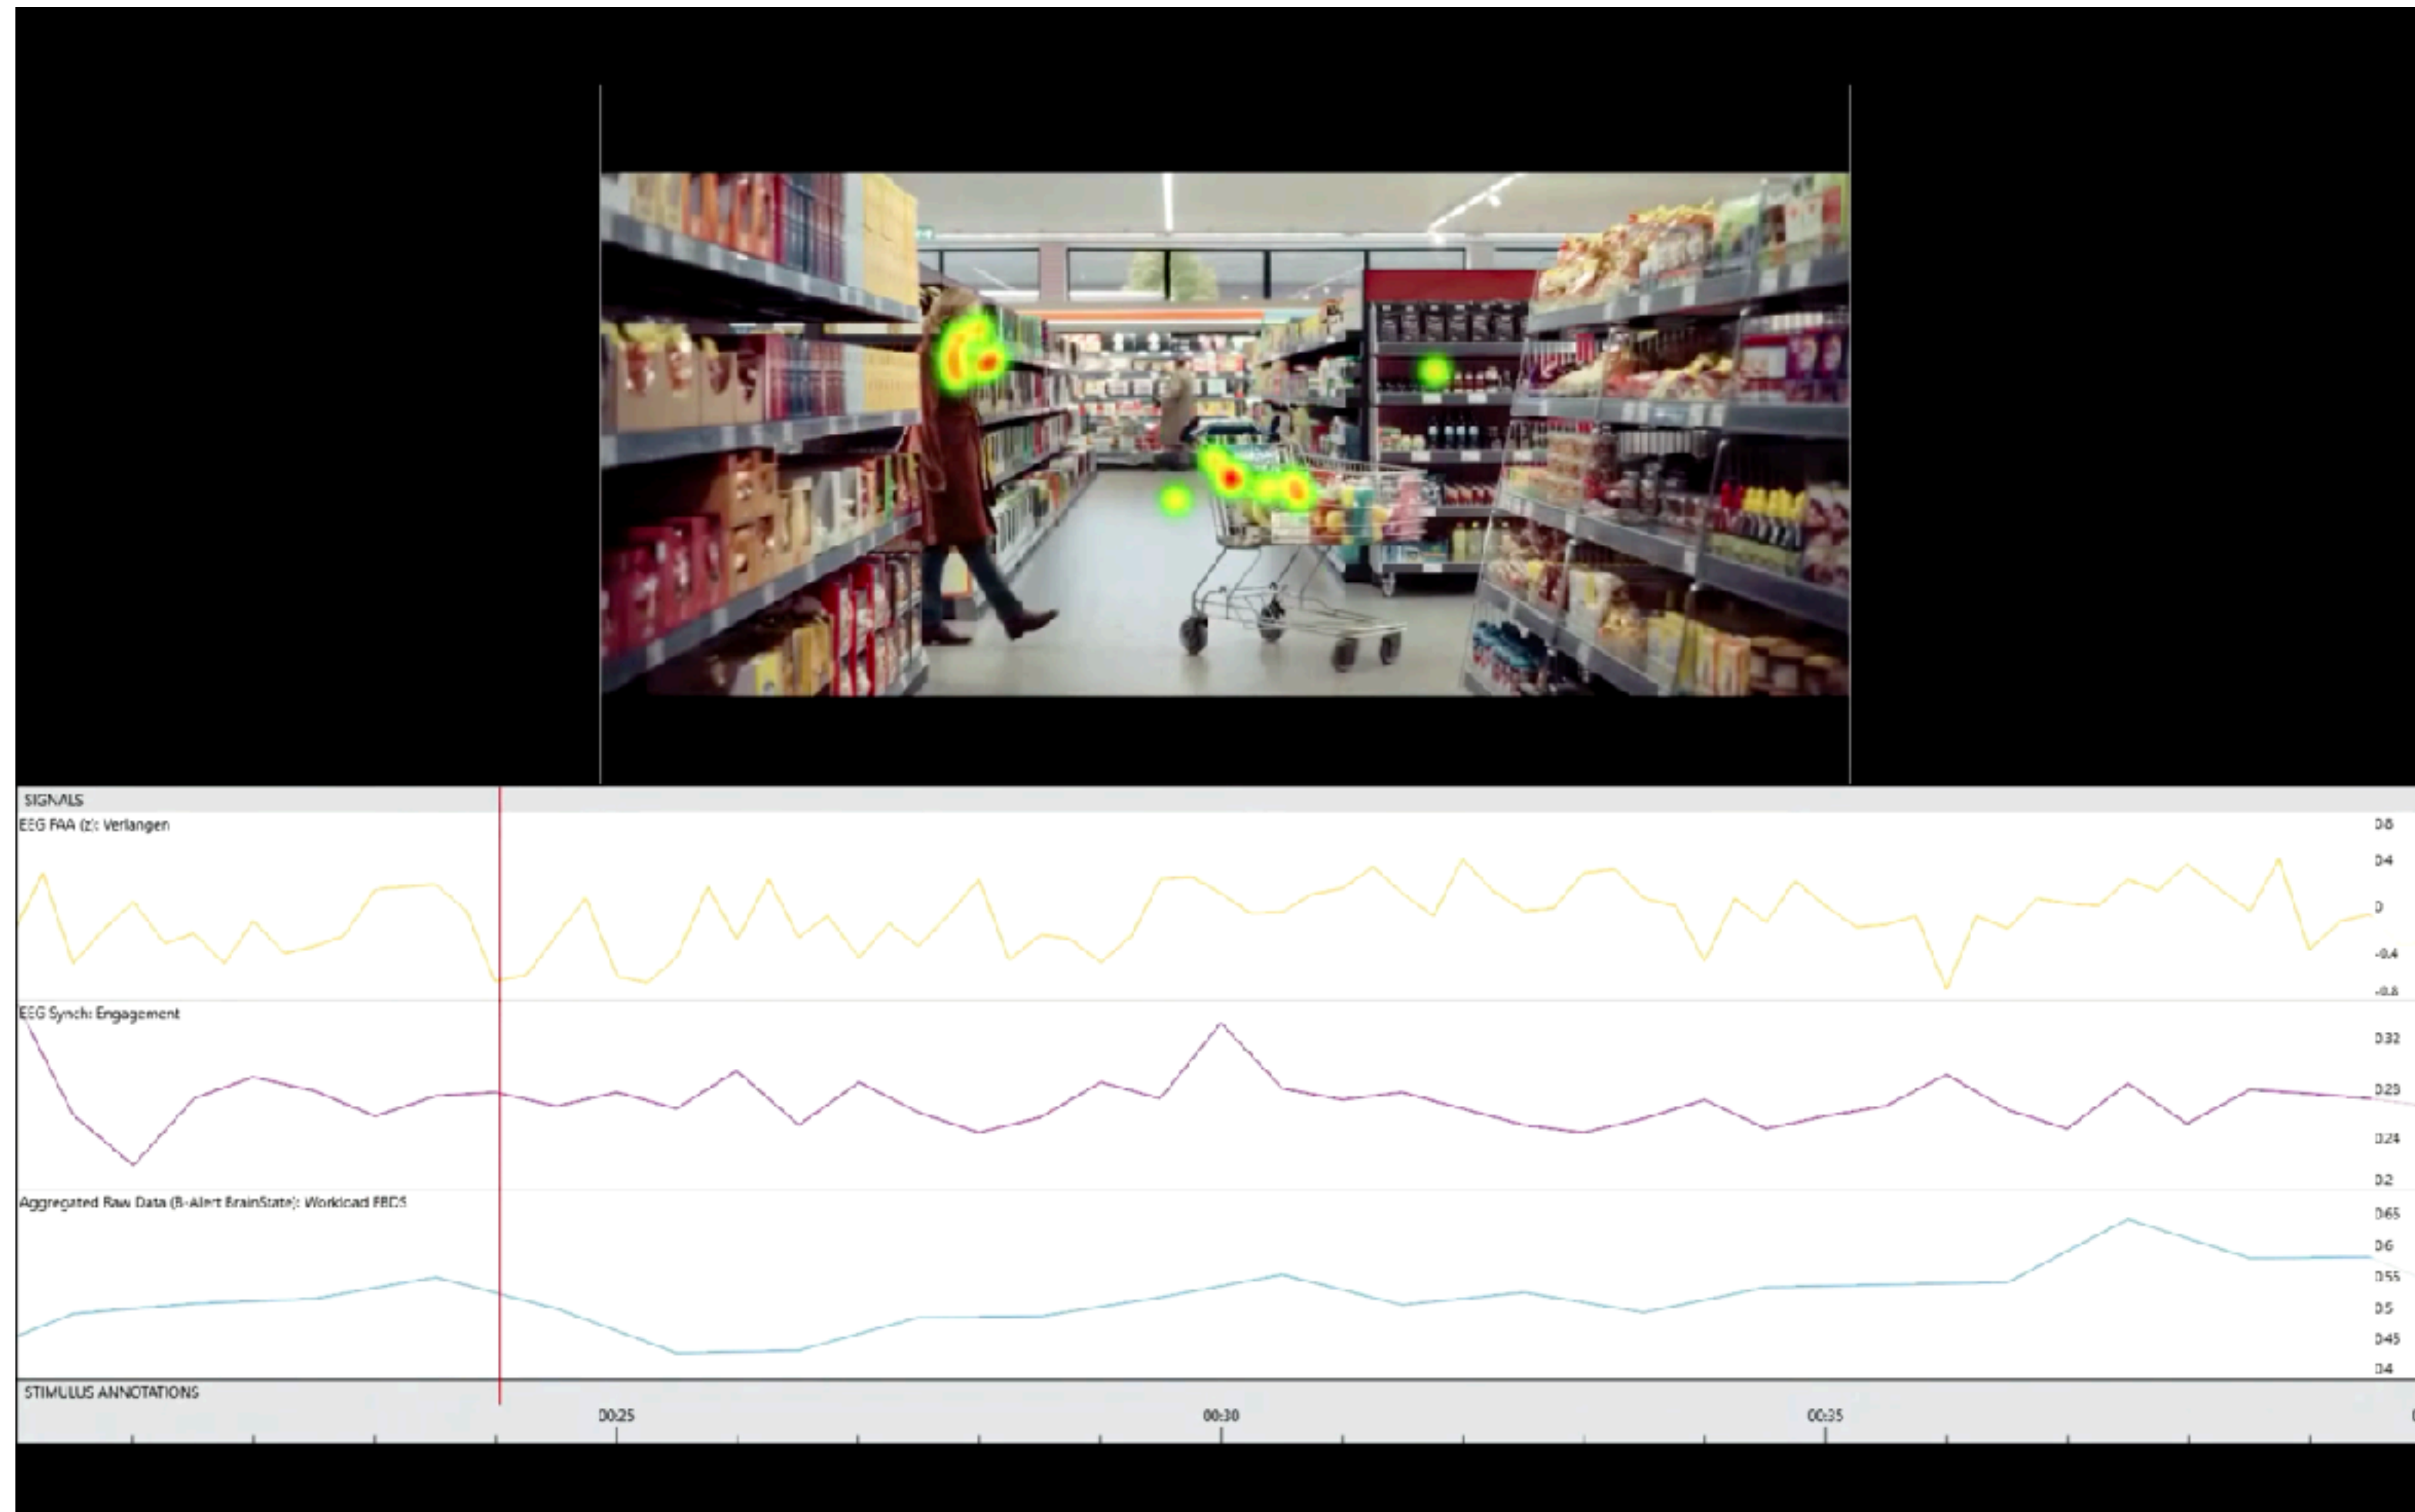 SIGNALS
EEG FAA (z): Verlangen
0.8
0.4
0
-0.4
-0.8
EEG Synch: Engagement
0.32
0.28
0.24
0.2
Aggregated Raw Data (B-Alert BrainState): Workload FBDS
0.65
0.6
0.55
0.5
0.45
0.4
STIMULUS ANNOTATIONS
00:25 00:30 00:35